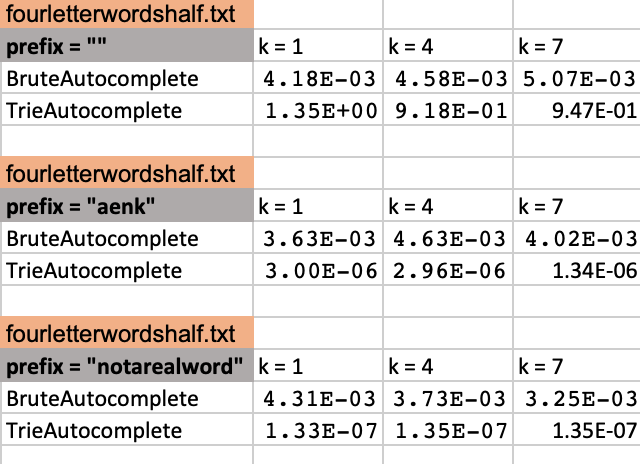 fourletterwordshalf.txt
prefix = "" k = 1 k = 4 k = 7
BruteAutocomplete 4.18E-03 4.58E-03 5.07E-03
TrieAutocomplete 1.35E+00 9.18E-01 9.47E-01
fourletterwordshalf.txt
prefix = "aenk" k = 1 k = 4 k = 7
BruteAutocomplete 3.63E-03 4.63E-03 4.02E-03
TrieAutocomplete 3.00E-06 2.96E-06 1.34E-06
fourletterwordshalf.txt
prefix = "notarealword" k = 1 k = 4 k = 7
BruteAutocomplete 4.31E-03 3.73E-03 3.25E-03
TrieAutocomplete 1.33E-07 1.35E-07 1.35E-07